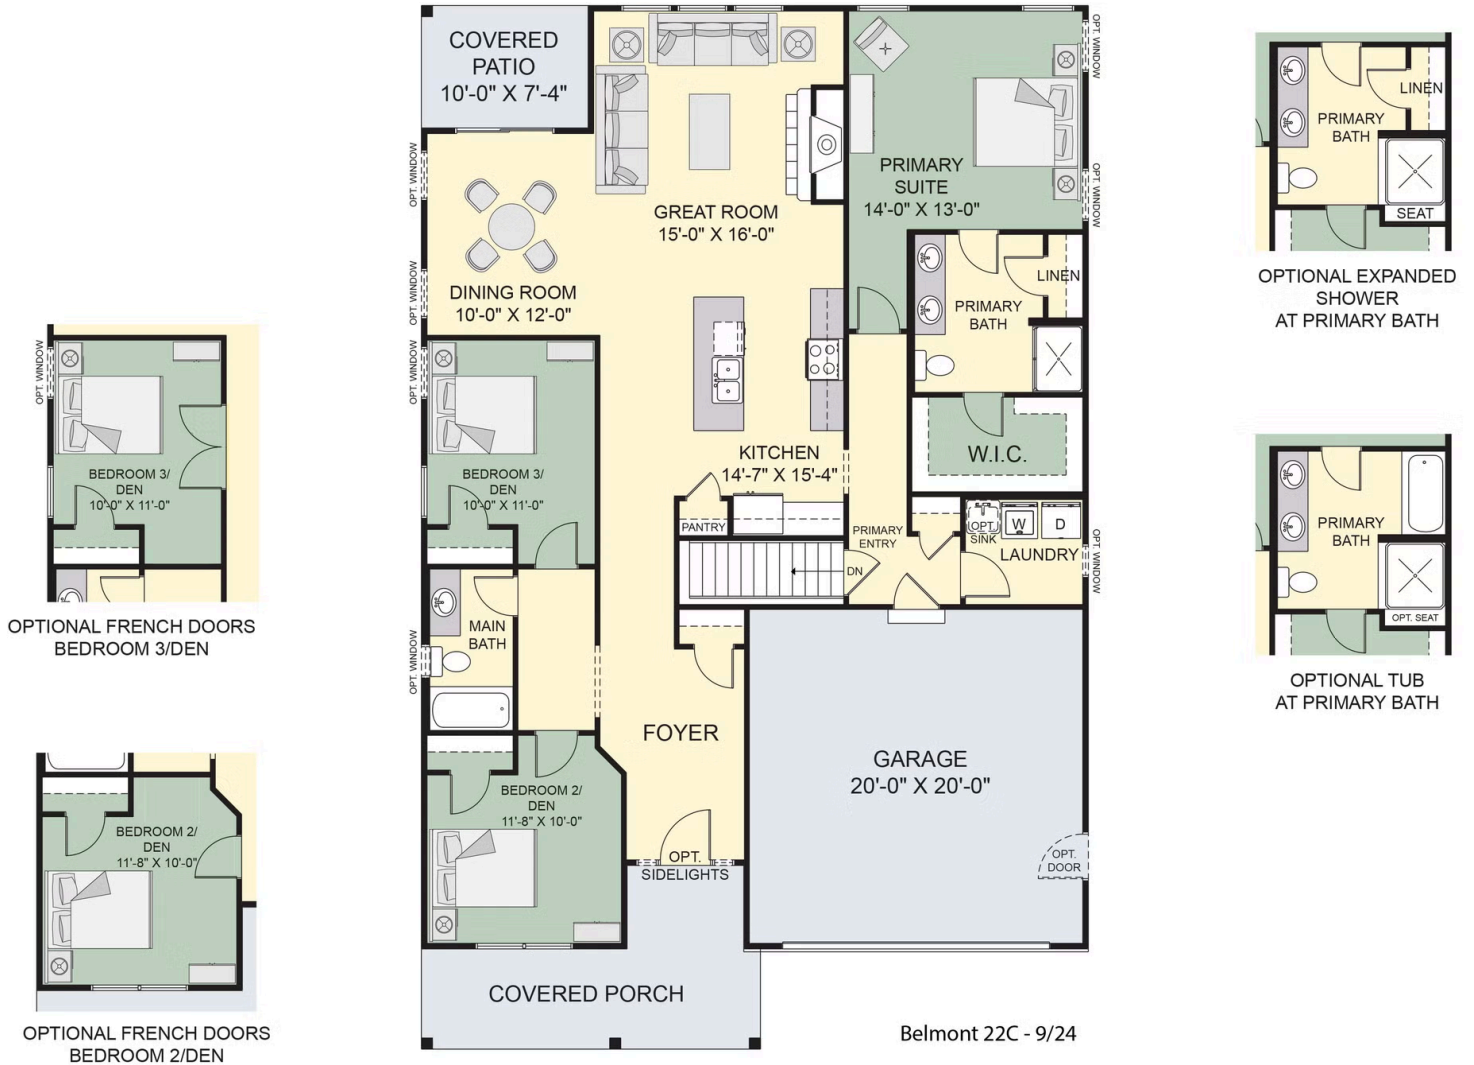 COVERED
PATIO
10'-0" X 7'-4"
OPT. WINDOW
OPT. WINDOW
GREAT ROOM
15'-0" X 16'-0"
DINING ROOM
10'-0" X 12'-0"
PRIMARY
SUITE
14'-0" X 13'-0"
OPT. WINDOW
OPT. WINDOW
LINEN
PRIMARY
BATH
W.I.C.
KITCHEN
14'-7" X 15'-4"
PANTRY
PRIMARY
ENTRY
DN
OPT.
SINK
W
D
LAUNDRY
OPT. WINDOW
OPT. WINDOW
BEDROOM 3/
DEN
10'-0" X 11'-0"
MAIN
BATH
OPT. WINDOW
FOYER
BEDROOM 2/
DEN
11'-8" X 10'-0"
OPT.
SIDELIGHTS
GARAGE
20'-0" X 20'-0"
OPT.
DOOR
COVERED PORCH
Belmont 22C - 9/24
OPT. WINDOW
BEDROOM 3/
DEN
10'-0" X 11'-0"
OPTIONAL FRENCH DOORS
BEDROOM 3/DEN
BEDROOM 2/
DEN
11'-8" X 10'-0"
OPTIONAL FRENCH DOORS
BEDROOM 2/DEN
LINEN
PRIMARY
BATH
SEAT
OPTIONAL EXPANDED
SHOWER
AT PRIMARY BATH
PRIMARY
BATH
OPT. SEAT
OPTIONAL TUB
AT PRIMARY BATH